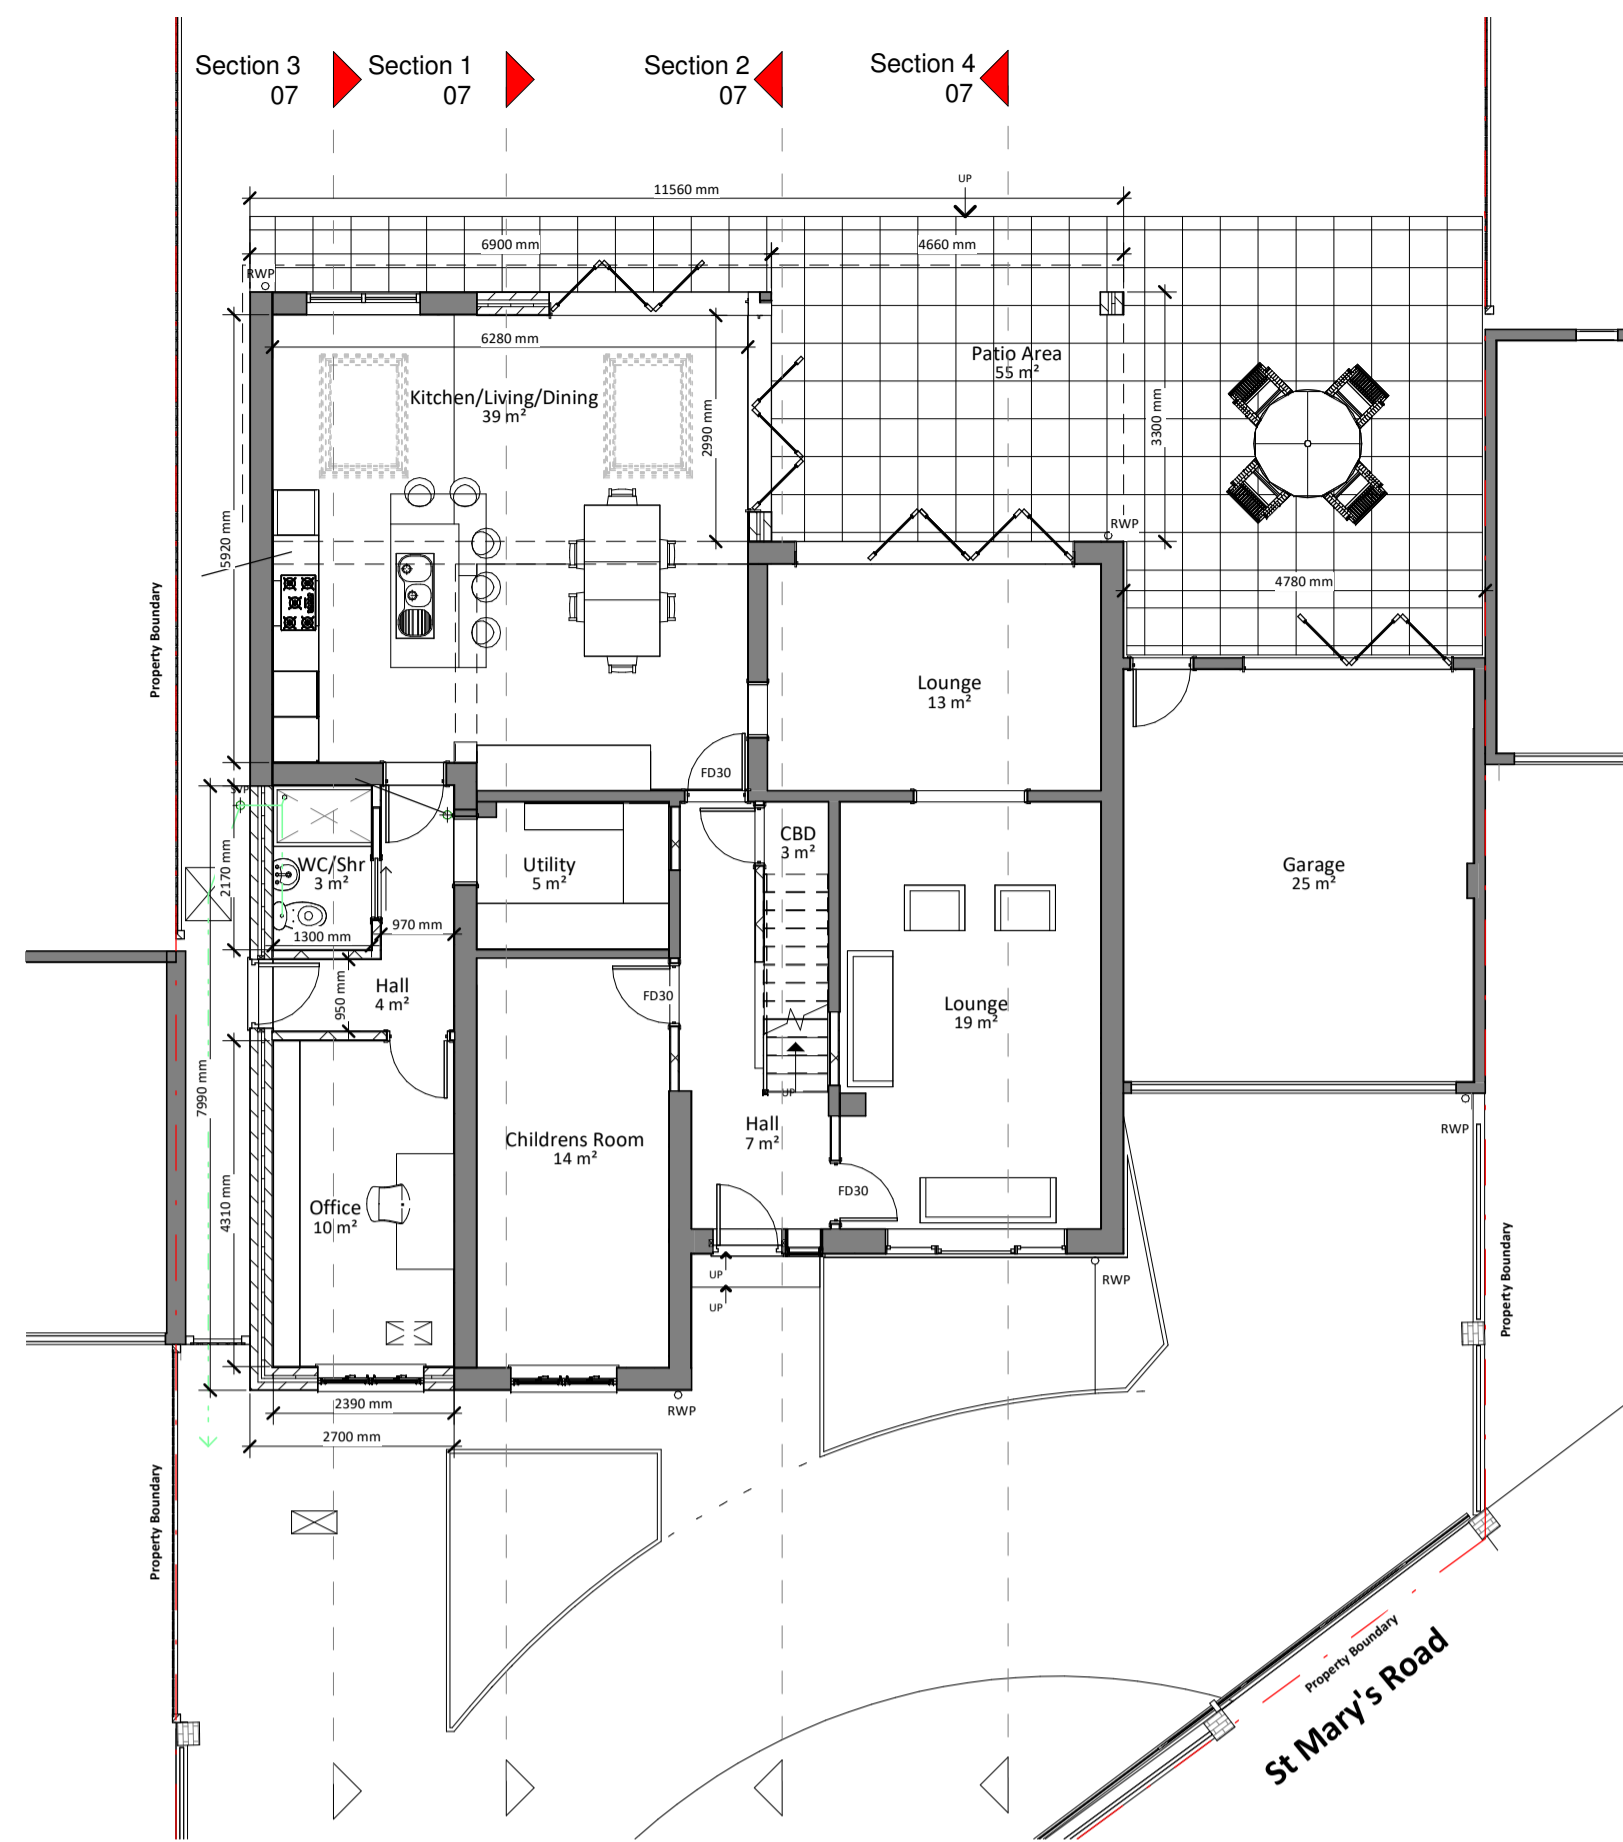 Section 3
07
Section 1
07
Section 2
07
Section 4
07
UP
11560 mm
6900 mm
4660 mm
RWP
6280 mm
Patio Area
55 m²
Kitchen/Living/Dining
39 m²
2990 mm
3300 mm
5920 mm
RWP
4780 mm
Property Boundary
Lounge
13 m²
FD30
SVP
CBD
3 m²
WC/Shr
3 m²
Utility
5 m²
Garage
25 m²
2170 mm
970 mm
1300 mm
Hall
4 m²
950 mm
FD30
Lounge
19 m²
7990 mm
UP
Hall
7 m²
RWP
Childrens Room
14 m²
4310 mm
Office
10 m²
FD30
Property Boundary
UP
RWP
UP
2390 mm
RWP
2700 mm
Property Boundary
Property Boundary
St Mary's Road